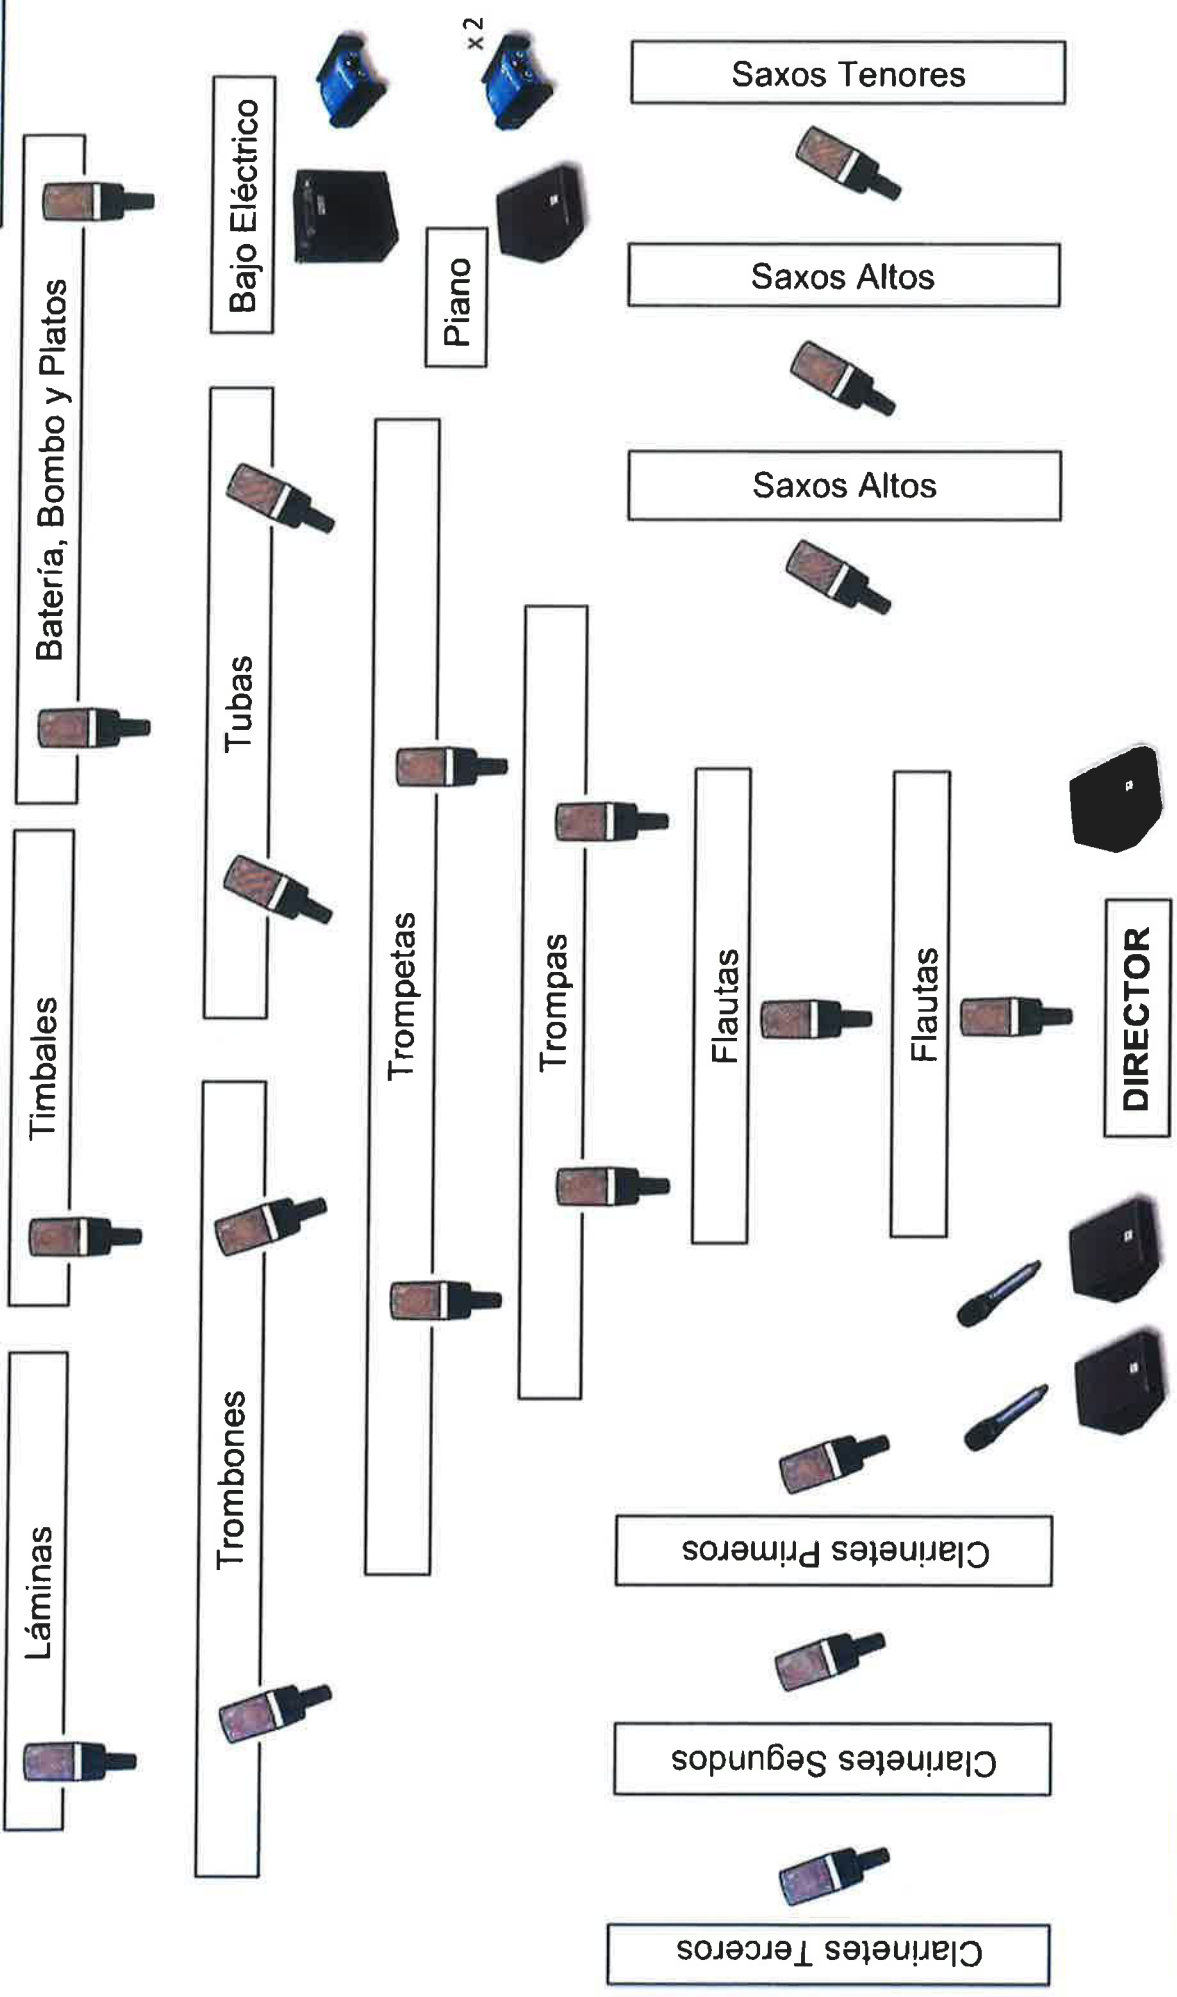 Láminas
Timbales
Batería, Bombo y Platos
Trombones
Tubas
Bajo Eléctrico
Trompetas
Piano
x 2
Trompas
Clarinetes Terceros
Clarinetes Segundos
Clarinetes Primeros
Flautas
Flautas
Saxos Altos
Saxos Altos
Saxos Tenores
DIRECTOR